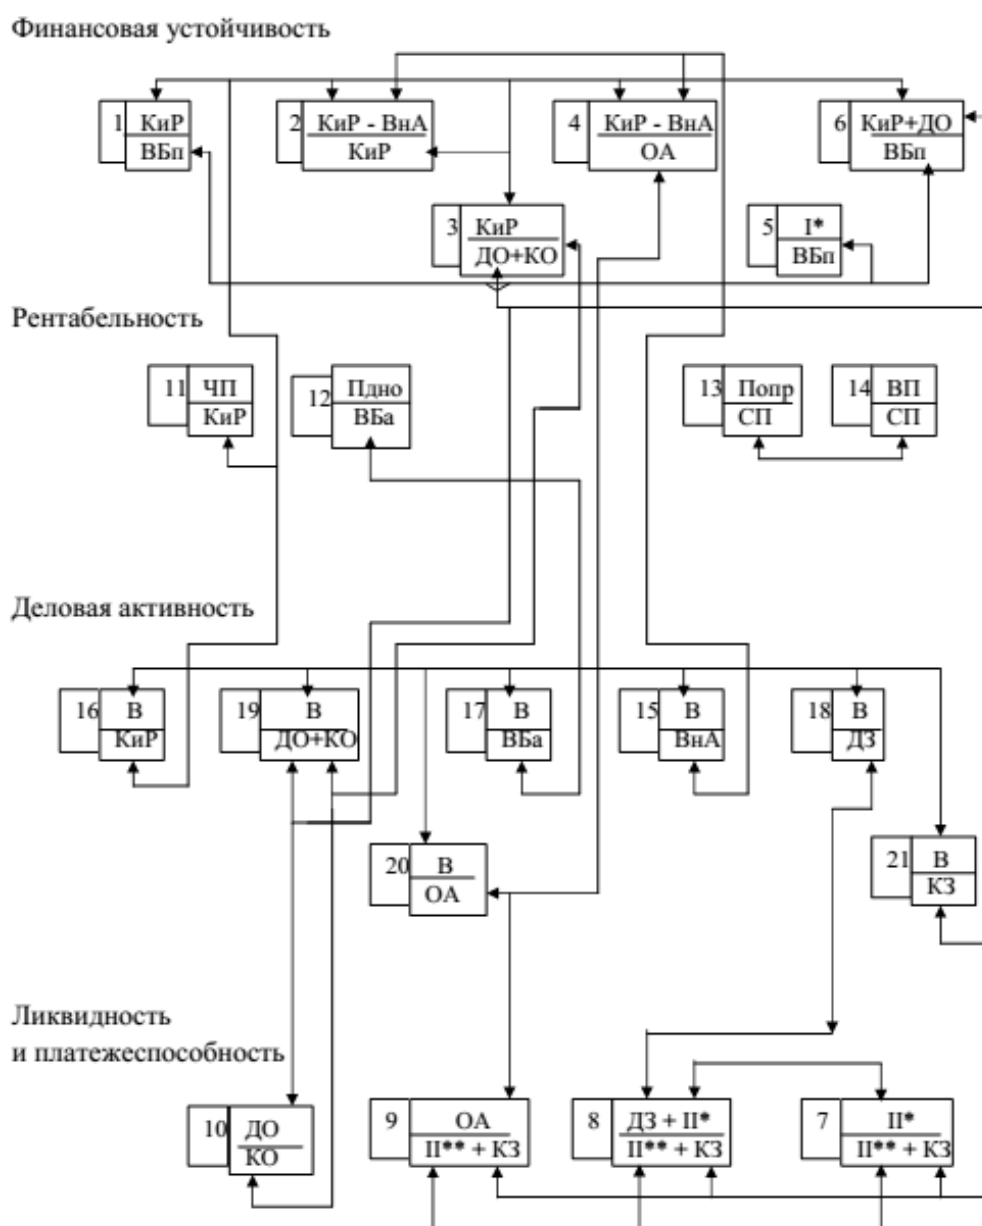 Финансовая устойчивость
1 КиР
ВБп
2 КиР - ВнА
КиР
4 КиР - ВнА
ОА
6 КиР+ДО
ВБп
3 КиР
ДО+КО
5 I*
ВБп
Рентабельность
11 ЧП
КиР
12 Пдно
ВБа
13 Попр
СП
14 ВП
СП
Деловая активность
16 В
КиР
19 В
ДО+КО
17 В
ВБа
15 В
ВнА
18 В
ДЗ
20 В
ОА
21 В
КЗ
Ликвидность
и платежеспособность
10 ДО
КО
9 ОА
II** + КЗ
8 ДЗ + II*
II** + КЗ
7 II*
II** + КЗ